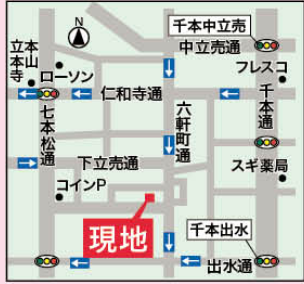 千本中立売
中立売通
N
本山
立本寺
ローソン
フレスコ
仁和寺通
七本松通
六軒町通
千本通
下立売通
スギ薬局
コインP
現地
千本出水
出水通